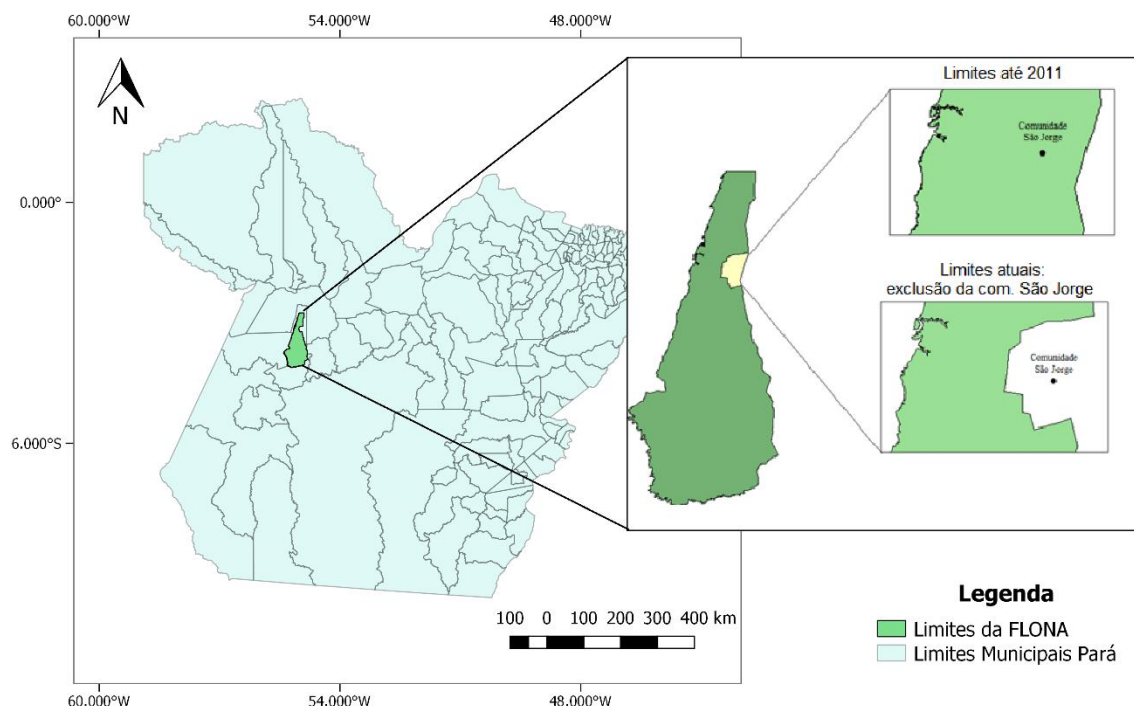 60.000°W
54.000°W
48.000°W
N
0.000°
6.000°S
Limites até 2011
Comunidade
São Jorge
Limites atuais:
exclusão da com. São Jorge
Comunidade
São Jorge
100 0 100 200 300 400 km
Legenda
Limites da FLONA
Limites Municipais Pará
60.000°W
54.000°W
48.000°W